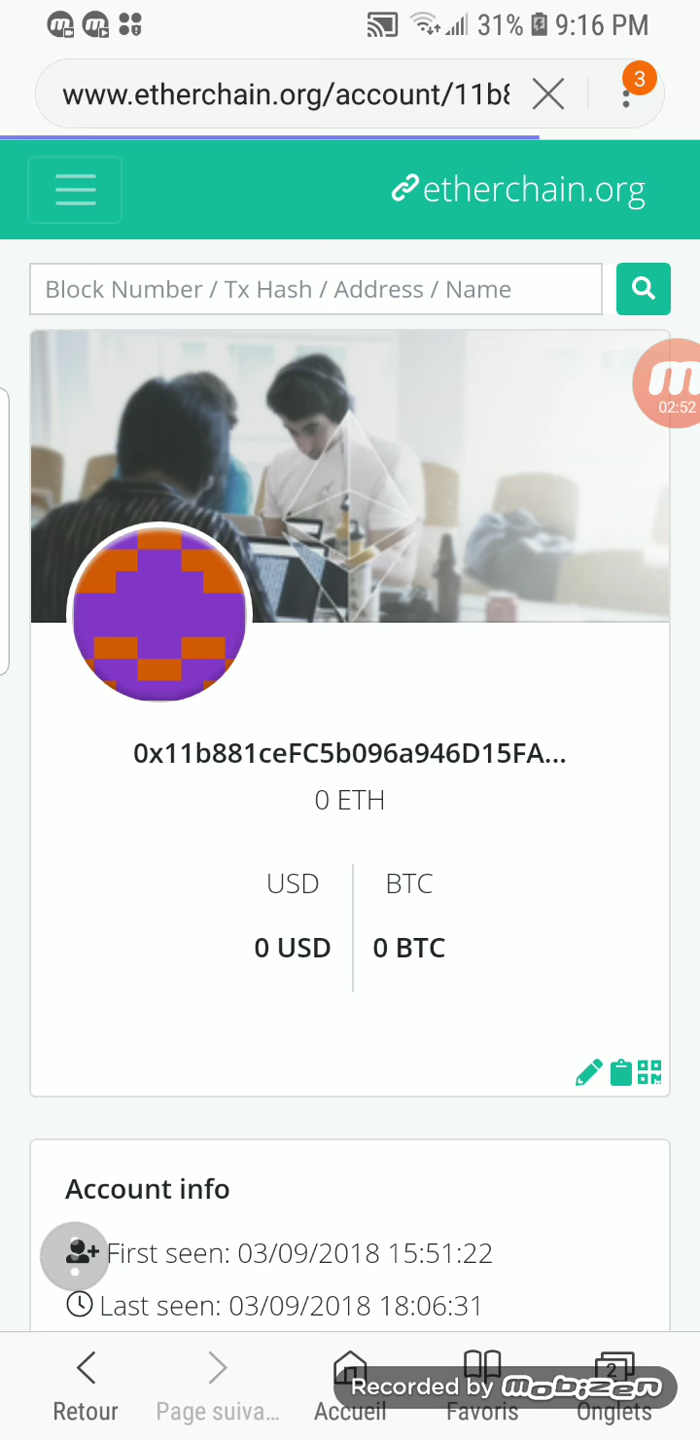 31% 9:16 PM
www.etherchain.org/account/11b8
3
etherchain.org
Block Number / Tx Hash / Address / Name
m
02:52
0x11b881ceFC5b096a946D15FA...
0 ETH
USD BTC
0 USD 0 BTC
Account info
First seen: 03/09/2018 15:51:22
Last seen: 03/09/2018 18:06:31
2
Recorded by mobizen
Retour Page suiva... Accueil Favoris Onglets